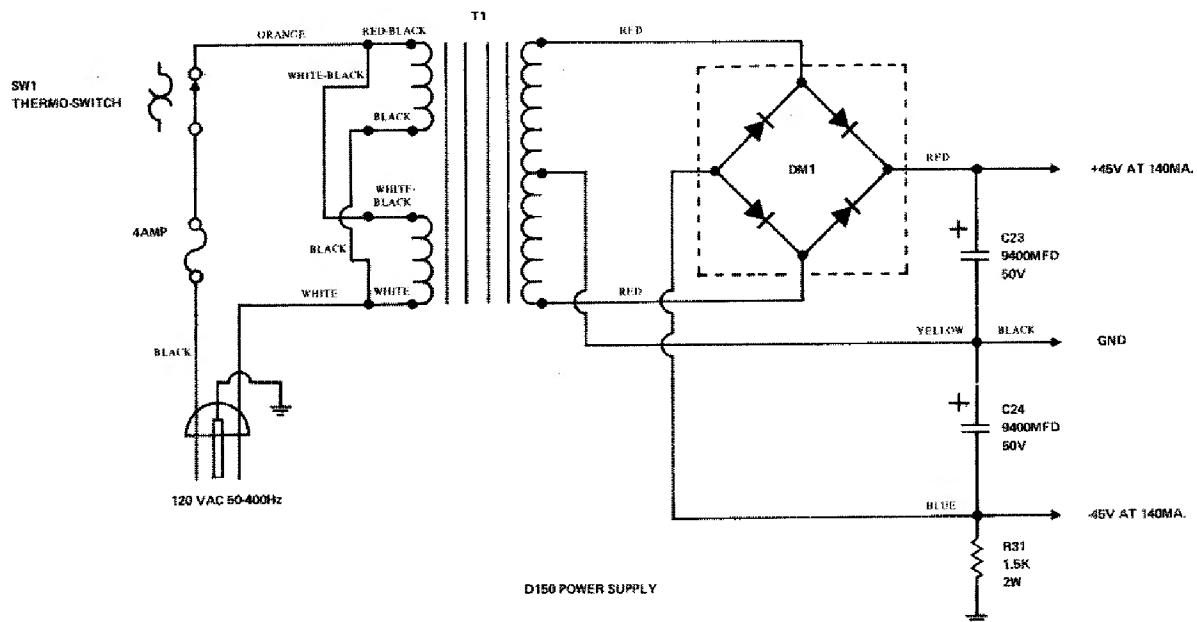 T1
ORANGE
RED-BLACK
RED
SW1
THERMO-SWITCH
WHITE-BLACK
BLACK
DM1
RED
+45V AT 140MA.
WHITE-
BLACK
4AMP
C23
9400MFD
50V
BLACK
WHITE
WHITE
RED
YELLOW
BLACK
GND
BLACK
C24
9400MFD
50V
120 VAC 50-400Hz
BLUE
-45V AT 140MA.
R31
1.5K
2W
D150 POWER SUPPLY